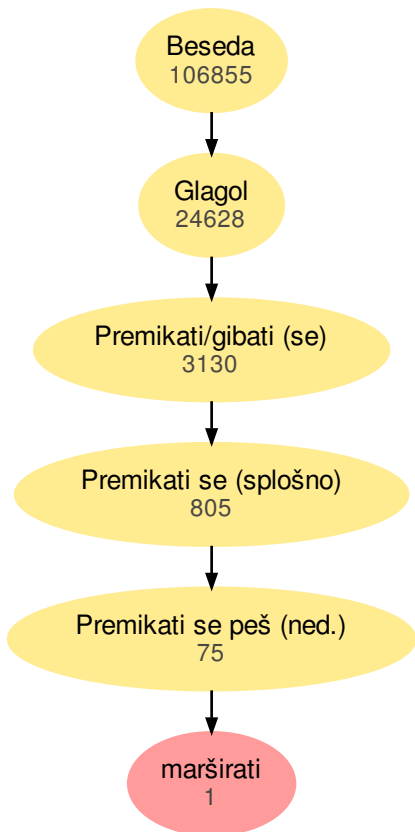 Beseda
106855
Glagol
24628
Premikati/gibati (se)
3130
Premikati se (splošno)
805
Premikati se peš (ned.)
75
marširati
1